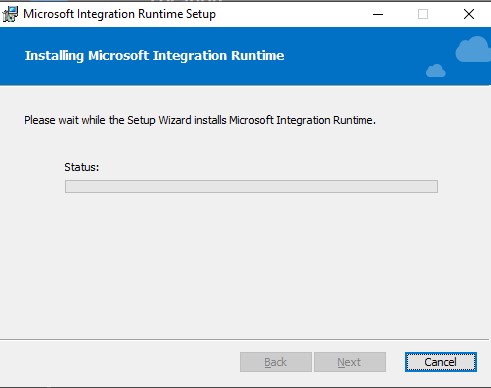 Microsoft Integration Runtime Setup
Installing Microsoft Integration Runtime
Please wait while the Setup Wizard installs Microsoft Integration Runtime.
Status:
Back
Next
Cancel